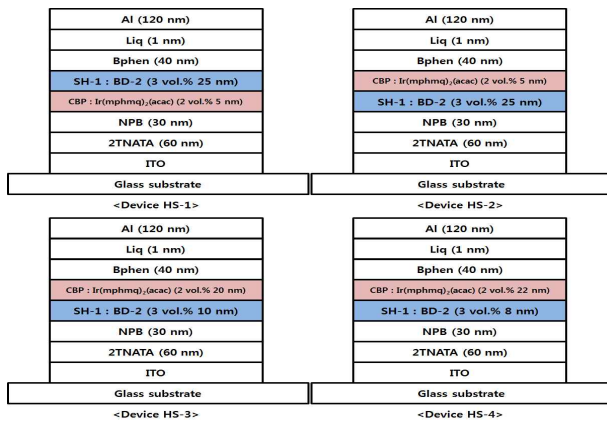 Al (120 nm)
Liq (1 nm)
Bphen (40 nm)
SH-1 : BD-2 (3 vol.% 25 nm)
CBP : Ir(mphmq)2(acac) (2 vol.% 5 nm)
NPB (30 nm)
2TNATA (60 nm)
ITO
Glass substrate
<Device HS-1>
Al (120 nm)
Liq (1 nm)
Bphen (40 nm)
CBP : Ir(mphmq)2(acac) (2 vol.% 5 nm)
SH-1 : BD-2 (3 vol.% 25 nm)
NPB (30 nm)
2TNATA (60 nm)
ITO
Glass substrate
<Device HS-2>
Al (120 nm)
Liq (1 nm)
Bphen (40 nm)
CBP : Ir(mphmq)2(acac) (2 vol.% 20 nm)
SH-1 : BD-2 (3 vol.% 10 nm)
NPB (30 nm)
2TNATA (60 nm)
ITO
Glass substrate
<Device HS-3>
Al (120 nm)
Liq (1 nm)
Bphen (40 nm)
CBP : Ir(mphmq)2(acac) (2 vol.% 22 nm)
SH-1 : BD-2 (3 vol.% 8 nm)
NPB (30 nm)
2TNATA (60 nm)
ITO
Glass substrate
<Device HS-4>